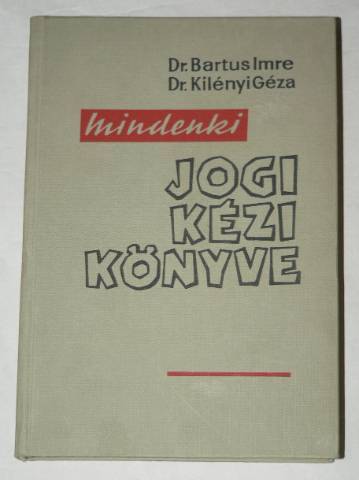 Dr. Bartus Imre
Dr. Kilényi Géza
mindenki
JOGI
KÉZI
KÖNYVE